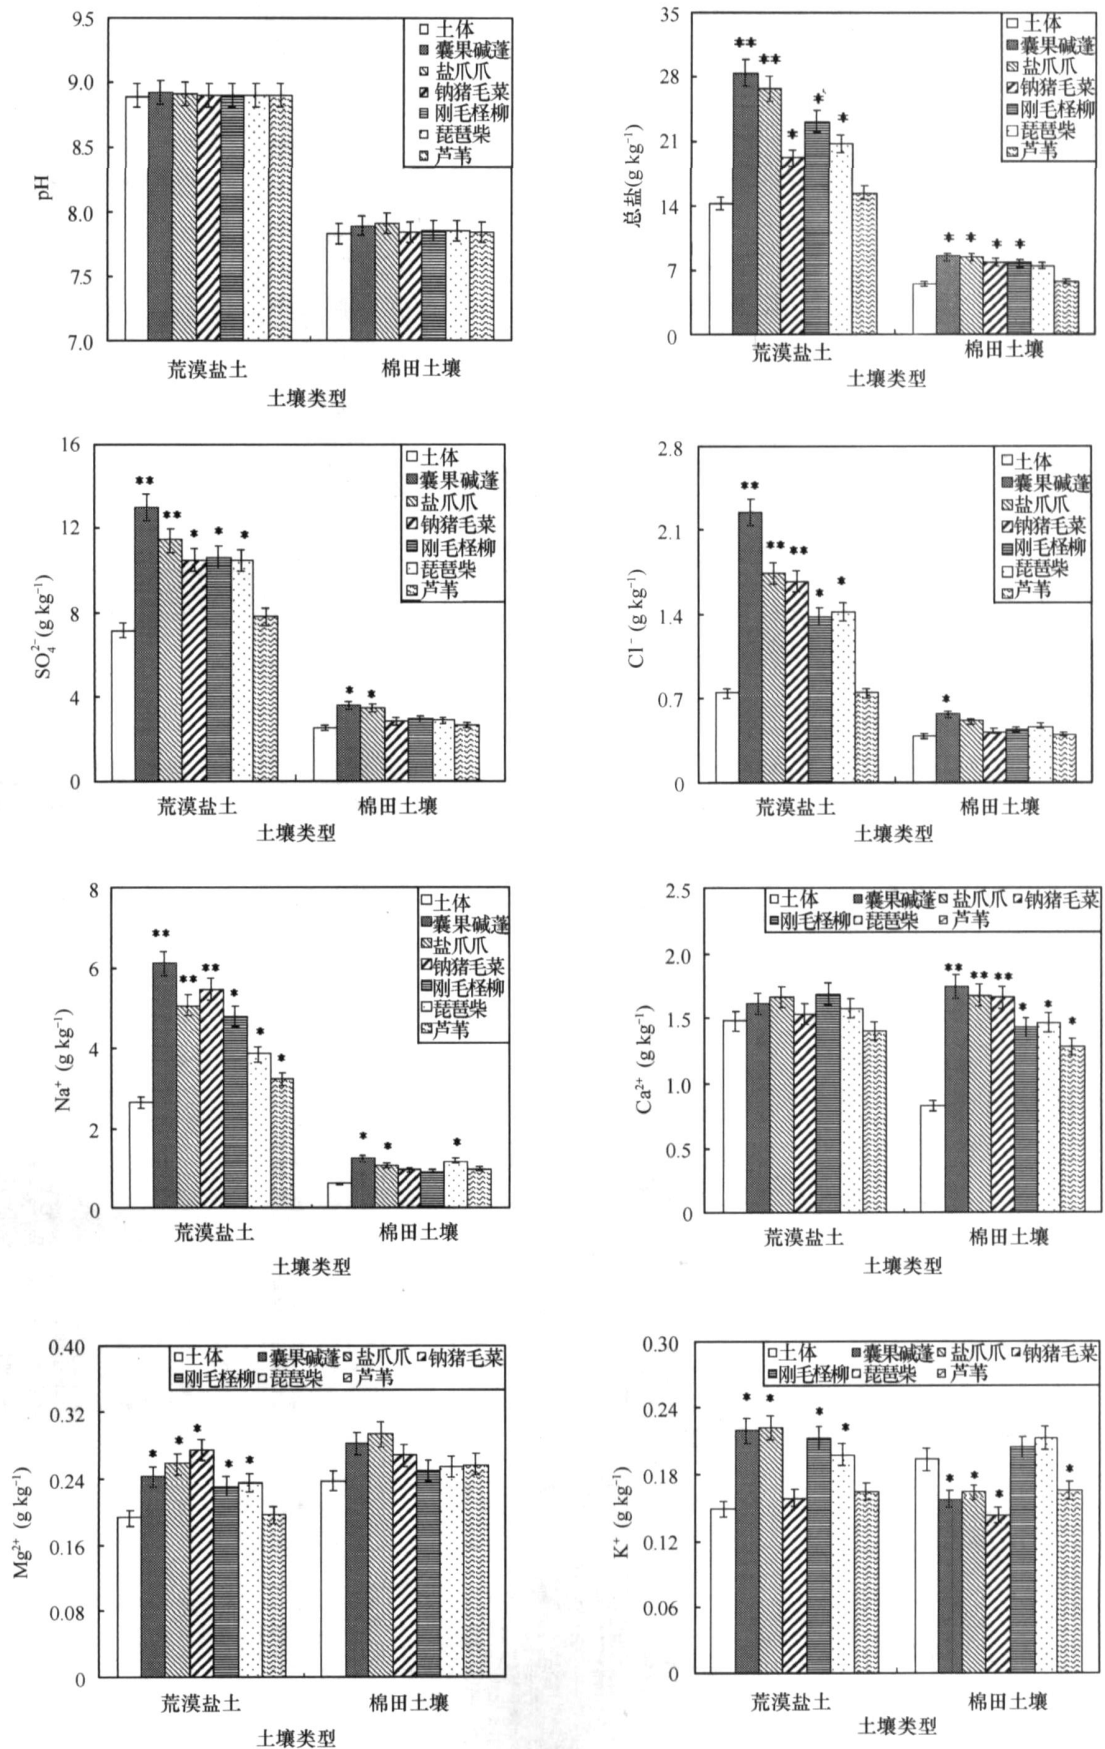 9.5
9.0
8.5
8.0
7.5
7.0
pH
土体
囊果碱蓬
盐爪爪
钠猪毛菜
刚毛柽柳
琵琶柴
芦苇
荒漠盐土 棉田土壤
土壤类型
35
28
21
14
7
0
总盐(g kg⁻¹)
土体
囊果碱蓬
盐爪爪
钠猪毛菜
刚毛柽柳
琵琶柴
芦苇
** ** * * *
* * * *
荒漠盐土 棉田土壤
土壤类型
16
12
8
4
0
SO₄²⁻(g kg⁻¹)
土体
囊果碱蓬
盐爪爪
钠猪毛菜
刚毛柽柳
琵琶柴
芦苇
** ** * * *
* *
荒漠盐土 棉田土壤
土壤类型
2.8
2.1
1.4
0.7
0
Cl⁻ (g kg⁻¹)
土体
囊果碱蓬
盐爪爪
钠猪毛菜
刚毛柽柳
琵琶柴
芦苇
** ** ** * *
*
荒漠盐土 棉田土壤
土壤类型
8
6
4
2
0
Na⁺ (g kg⁻¹)
土体
囊果碱蓬
盐爪爪
钠猪毛菜
刚毛柽柳
琵琶柴
芦苇
** ** ** * * *
* * *
荒漠盐土 棉田土壤
土壤类型
2.5
2.0
1.5
1.0
0.5
0
Ca²⁺ (g kg⁻¹)
土体 囊果碱蓬 盐爪爪 钠猪毛菜
刚毛柽柳 琵琶柴 芦苇
** ** ** * * *
荒漠盐土 棉田土壤
土壤类型
0.40
0.32
0.24
0.16
0.08
0
Mg²⁺ (g kg⁻¹)
土体 囊果碱蓬 盐爪爪 钠猪毛菜
刚毛柽柳 琵琶柴 芦苇
* * * * *
荒漠盐土 棉田土壤
土壤类型
0.30
0.24
0.18
0.12
0.06
0
K⁺ (g kg⁻¹)
土体 囊果碱蓬 盐爪爪 钠猪毛菜
刚毛柽柳 琵琶柴 芦苇
* * * *
* * * *
荒漠盐土 棉田土壤
土壤类型